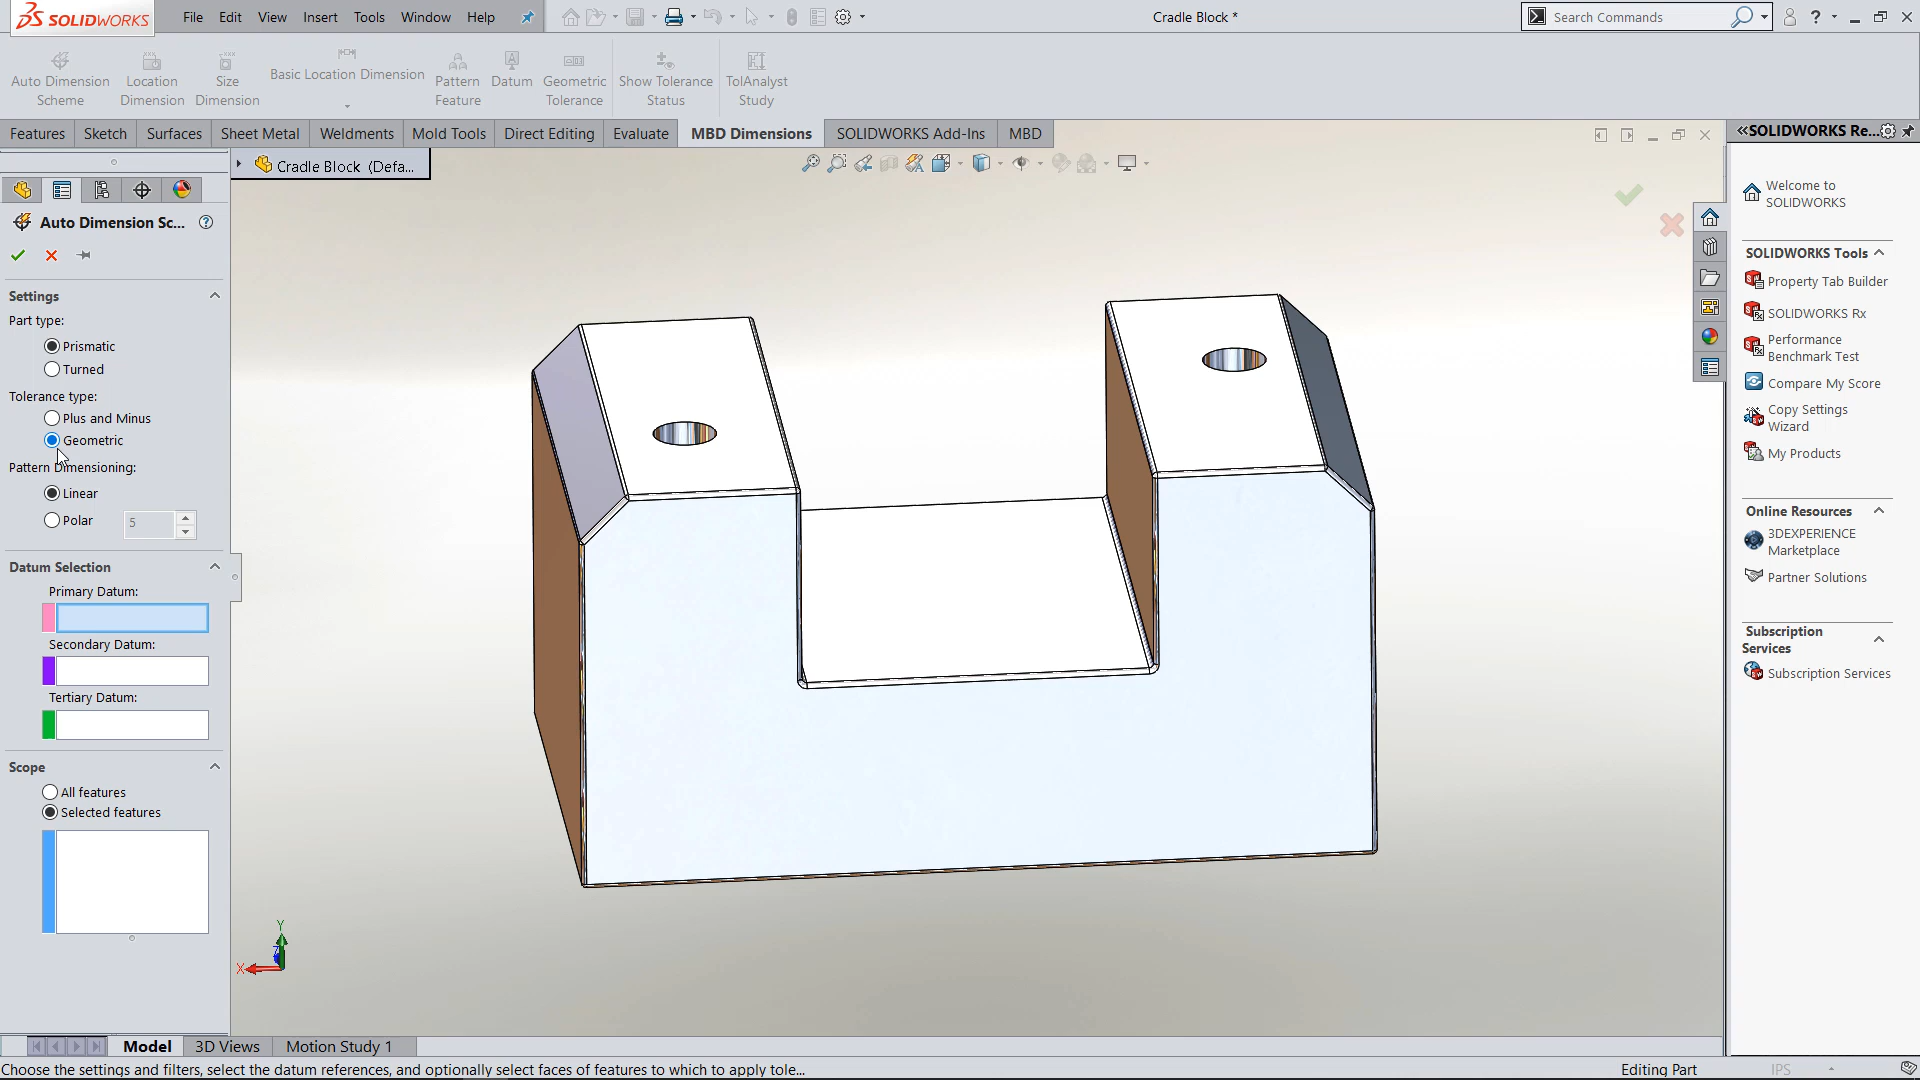 SOLIDWORKS
File Edit View Insert Tools Window Help
Cradle Block *
Search Commands
?
Auto Dimension Scheme
Location Dimension
Size Dimension
Basic Location Dimension
Pattern Feature
Datum
Geometric Tolerance
Show Tolerance Status
TolAnalyst Study
Features Sketch Surfaces Sheet Metal Weldments Mold Tools Direct Editing Evaluate MBD Dimensions SOLIDWORKS Add-Ins MBD
Cradle Block (Defa...
Auto Dimension Sc...
Settings
Part type:
Prismatic
Turned
Tolerance type:
Plus and Minus
Geometric
Pattern Dimensioning:
Linear
Polar 5
Datum Selection
Primary Datum:
Secondary Datum:
Tertiary Datum:
Scope
All features
Selected features
Y
X
Z
SOLIDWORKS Re...
Welcome to
SOLIDWORKS
SOLIDWORKS Tools
Property Tab Builder
SOLIDWORKS Rx
Performance
Benchmark Test
Compare My Score
Copy Settings
Wizard
My Products
Online Resources
3DEXPERIENCE
Marketplace
Partner Solutions
Subscription
Services
Subscription Services
Model 3D Views Motion Study 1
Choose the settings and filters, select the datum references, and optionally select faces of features to which to apply tole...
Editing Part
IPS